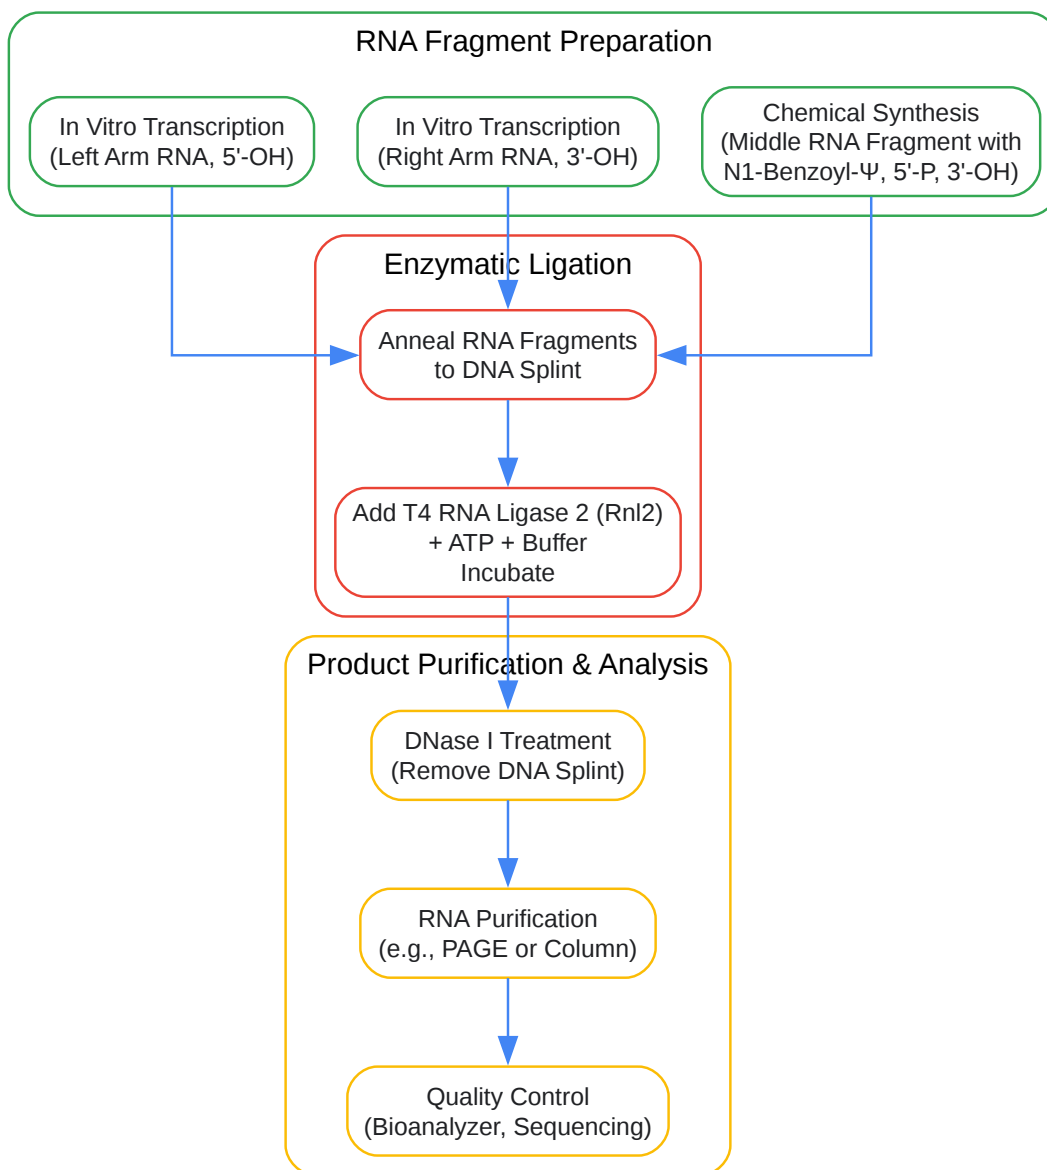 RNA Fragment Preparation
In Vitro Transcription
(Left Arm RNA, 5'-OH)
In Vitro Transcription
(Right Arm RNA, 3'-OH)
Chemical Synthesis
(Middle RNA Fragment with
N1-Benzoyl-Ψ, 5'-P, 3'-OH)
Enzymatic Ligation
Anneal RNA Fragments
to DNA Splint
Add T4 RNA Ligase 2 (Rnl2)
+ ATP + Buffer
Incubate
Product Purification & Analysis
DNase I Treatment
(Remove DNA Splint)
RNA Purification
(e.g., PAGE or Column)
Quality Control
(Bioanalyzer, Sequencing)